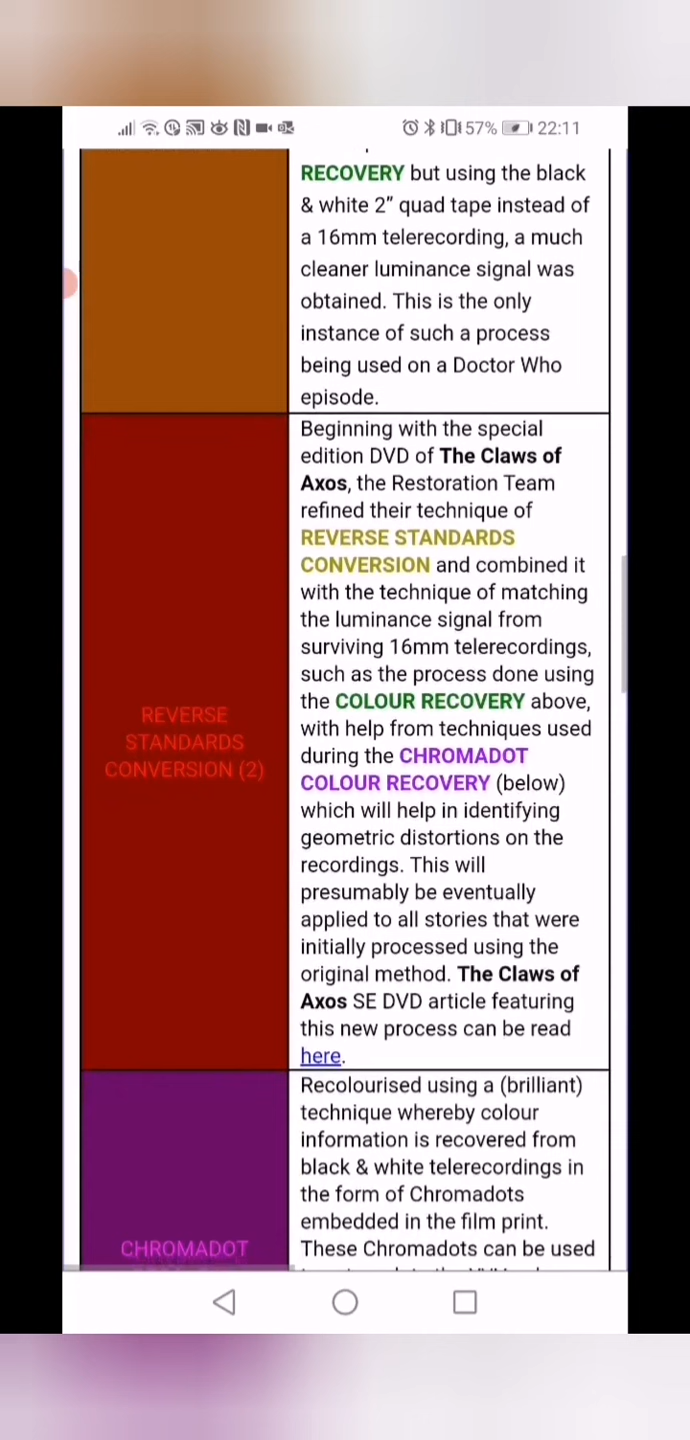 57% 22:11
RECOVERY but using the black
& white 2” quad tape instead of
a 16mm telerecording, a much
cleaner luminance signal was
obtained. This is the only
instance of such a process
being used on a Doctor Who
episode.
REVERSE
STANDARDS
CONVERSION (2)
Beginning with the special
edition DVD of The Claws of
Axos, the Restoration Team
refined their technique of
REVERSE STANDARDS
CONVERSION and combined it
with the technique of matching
the luminance signal from
surviving 16mm telerecordings,
such as the process done using
the COLOUR RECOVERY above,
with help from techniques used
during the CHROMADOT
COLOUR RECOVERY (below)
which will help in identifying
geometric distortions on the
recordings. This will
presumably be eventually
applied to all stories that were
initially processed using the
original method. The Claws of
Axos SE DVD article featuring
this new process can be read
here.
CHROMADOT
Recolourised using a (brilliant)
technique whereby colour
information is recovered from
black & white telerecordings in
the form of Chromadots
embedded in the film print.
These Chromadots can be used